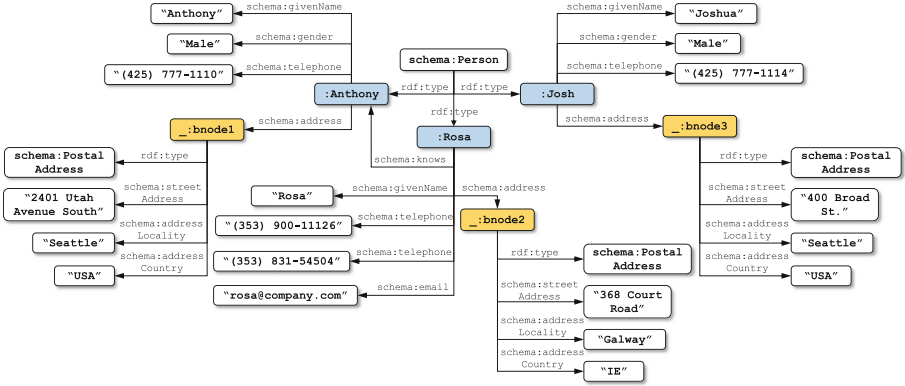 "Anthony"
schema:givenName
schema:givenName
"Joshua"
"Male"
schema:gender
schema:gender
"Male"
schema:Person
"(425) 777-1110"
schema:telephone
schema:telephone
"(425) 777-1114"
:Anthony
rdf:type
rdf:type
:Josh
rdf:type
_:bnode1
schema:address
:Rosa
schema:address
_:bnode3
schema:knows
schema:Postal
Address
rdf:type
rdf:type
schema:Postal
Address
"2401 Utah
Avenue South"
schema:street
Address
"Rosa"
schema:givenName
schema:address
schema:street
Address
"400 Broad
St."
"(353) 900-11126"
schema:telephone
_:bnode2
"Seattle"
schema:address
Locality
schema:address
Locality
"Seattle"
"(353) 831-54504"
schema:telephone
rdf:type
schema:Postal
Address
"USA"
schema:address
Country
schema:address
Country
"USA"
"rosa@company.com"
schema:email
schema:street
Address
"368 Court
Road"
schema:address
Locality
"Galway"
schema:address
Country
"IE"